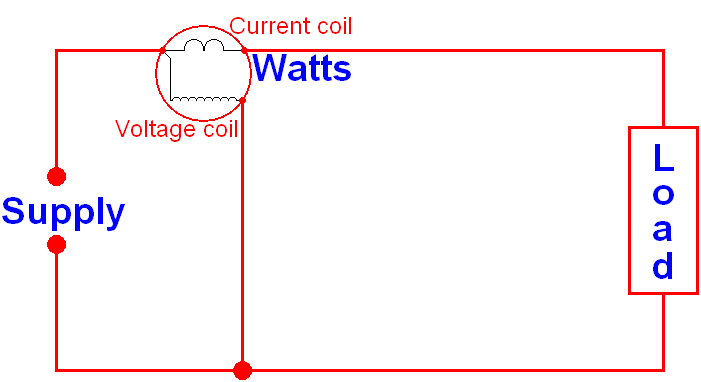 Current coil
Watts
Voltage coil
Supply
L
o
a
d